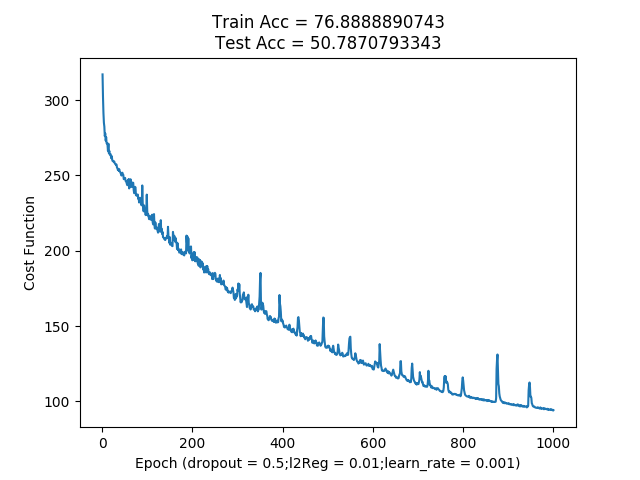 Train Acc = 76.8888890743
Test Acc = 50.7870793343
Cost Function
300
250
200
150
100
0
200
400
600
800
1000
Epoch (dropout = 0.5;l2Reg = 0.01;learn_rate = 0.001)